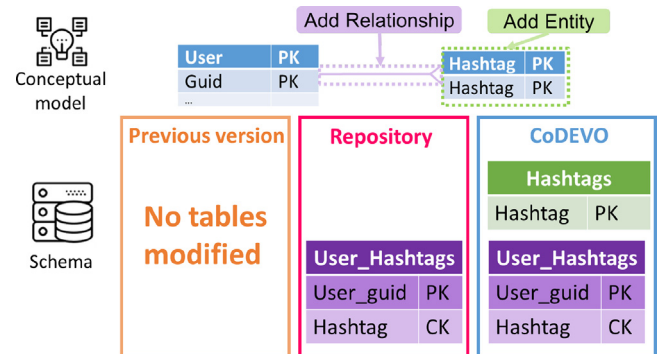 Add Relationship
Add Entity
User PK
Guid PK
...
Hashtag PK
Hashtag PK
Conceptual
model
Previous version
Repository
CoDEVO
No tables
modified
User_Hashtags
User_guid PK
Hashtag CK
Hashtags
Hashtag PK
User_Hashtags
User_guid PK
Hashtag CK
Schema